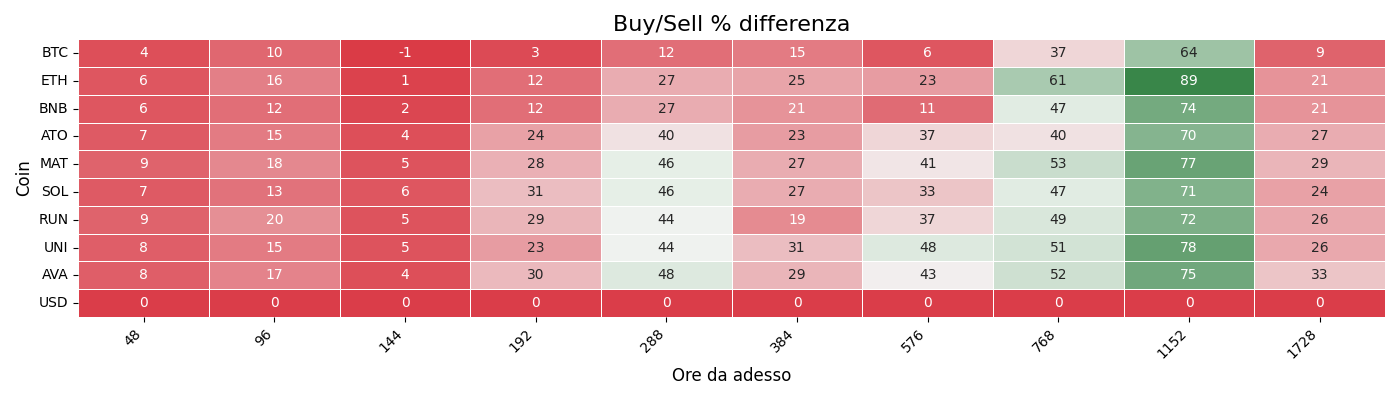 Buy/Sell % differenza
Coin
BTC 4 10 -1 3 12 15 6 37 64 9
ETH 6 16 1 12 27 25 23 61 89 21
BNB 6 12 2 12 27 21 11 47 74 21
ATO 7 15 4 24 40 23 37 40 70 27
MAT 9 18 5 28 46 27 41 53 77 29
SOL 7 13 6 31 46 27 33 47 71 24
RUN 9 20 5 29 44 19 37 49 72 26
UNI 8 15 5 23 44 31 48 51 78 26
AVA 8 17 4 30 48 29 43 52 75 33
USD 0 0 0 0 0 0 0 0 0 0
48 96 144 192 288 384 576 768 1152 1728
Ore da adesso